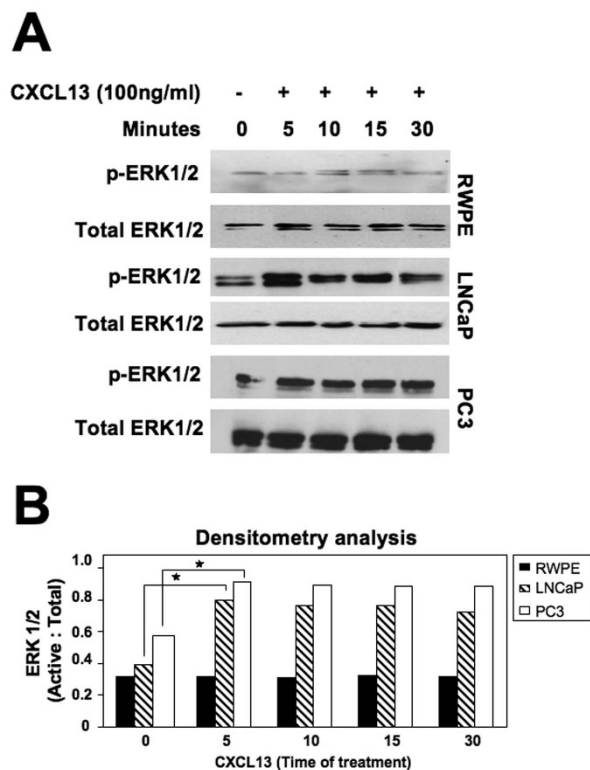 A
CXCL13 (100ng/ml) - + + + +
Minutes 0 5 10 15 30
p-ERK1/2
Total ERK1/2
RWPE
p-ERK1/2
Total ERK1/2
LNCaP
p-ERK1/2
Total ERK1/2
PC3
B
Densitometry analysis
ERK 1/2
(Active : Total)
1.0
0.8
0.6
0.4
0.2
0
* *
0 5 10 15 30
CXCL13 (Time of treatment)
RWPE
LNCaP
PC3